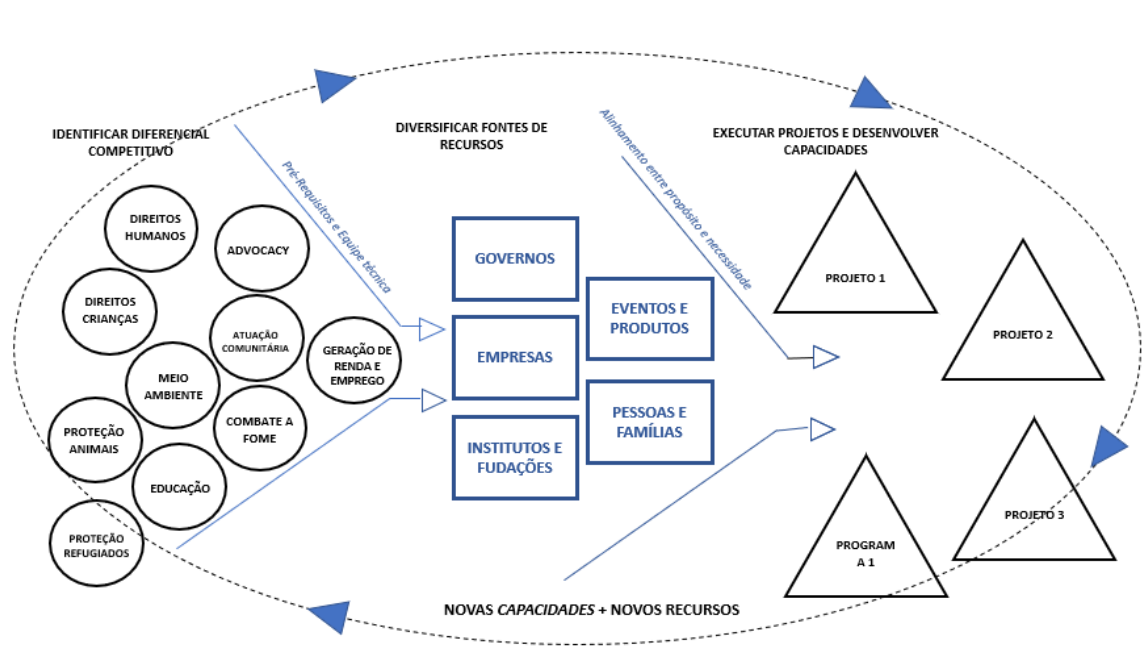 IDENTIFICAR DIFERENCIAL
COMPETITIVO
DIREITOS
HUMANOS
ADVOCACY
DIREITOS
CRIANÇAS
ATUAÇÃO
COMUNITÁRIA
GERAÇÃO DE
RENDA E
EMPREGO
MEIO
AMBIENTE
COMBATE A
FOME
PROTEÇÃO
ANIMAIS
EDUCAÇÃO
PROTEÇÃO
REFUGIADOS
Pré-Requisitos e Equipe técnica
DIVERSIFICAR FONTES DE
RECURSOS
GOVERNOS
EVENTOS E
PRODUTOS
EMPRESAS
PESSOAS E
FAMÍLIAS
INSTITUTOS E
FUDAÇÕES
Alinhamento entre propósito e necessidade
EXECUTAR PROJETOS E DESENVOLVER
CAPACIDADES
PROJETO 1
PROJETO 2
PROJETO 3
PROGRAM
A 1
NOVAS CAPACIDADES + NOVOS RECURSOS